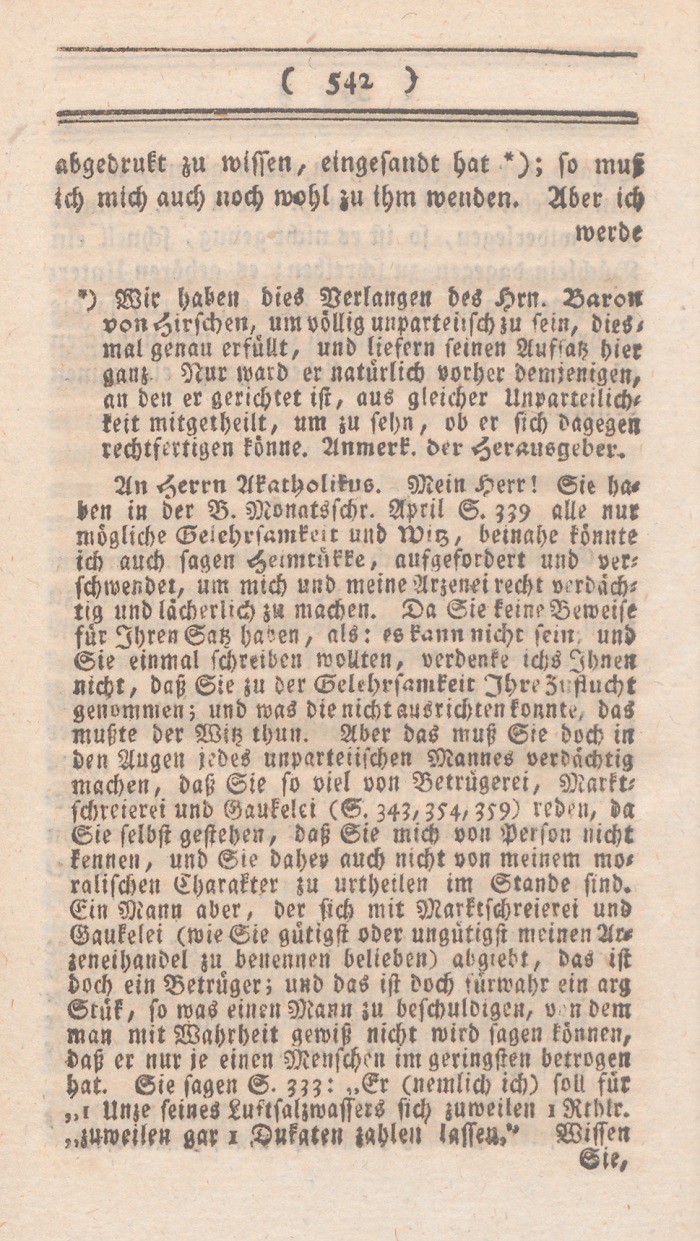 ( 542 )
abgedrukt zu wissen, eingesandt hat *); so muß
ich mich auch noch wohl zu ihm wenden. Aber ich
werde
*) Wir haben dies Verlangen des Hrn. Baron
von Hirschen, um völlig unparteiisch zu sein, dies-
mal genau erfüllt, und liefern seinen Aufsatz hier
ganz. Nur ward er natürlich vorher demjenigen,
an den er gerichtet ist, aus gleicher Unparteilich-
keit mitgetheilt, um zu sehn, ob er sich dagegen
rechtfertigen könne. Anmerk. der Herausgeber.
An Herrn Akatholikus. Mein Herr! Sie ha-
ben in der B. Monatsschr. April S. 339 alle nur
mögliche Gelehrsamkeit und Witz, beinahe könnte
ich auch sagen Heimtükke, aufgefordert und ver-
schwendet, um mich und meine Arzenei recht verdäch-
tig und lächerlich zu machen. Da Sie keine Beweise
für Ihren Satz haben, als: es kann nicht sein, und
Sie einmal schreiben wollten, verdenke ichs Ihnen
nicht, daß Sie zu der Gelehrsamkeit Ihre Zuflucht
genommen; und was die nicht ausrichten konnte, das
mußte der Witz thun. Aber das muß Sie doch in
den Augen jedes unparteiischen Mannes verdächtig
machen, daß Sie so viel von Betrügerei, Markt-
schreierei und Gaukelei (S. 343, 354, 359) reden, da
Sie selbst gestehen, daß Sie mich von Person nicht
kennen, und Sie daher auch nicht von meinem mo-
ralischen Charakter zu urtheilen im Stande sind.
Ein Mann aber, der sich mit Marktschreierei und
Gaukelei (wie Sie gütigst oder ungütigst meinen Ar-
zeneihandel zu benennen belieben) abgiebt, das ist
doch ein Betrüger; und das ist doch fürwahr ein arg
Stük, so was einen Mann zu beschuldigen, von dem
man mit Wahrheit gewiß nicht wird sagen können,
daß er nur je einen Menschen im geringsten betrogen
hat. Sie sagen S. 333: „Er (nemlich ich) soll für
„1 Unze seines Luftsalzwassers sich zuweilen 1 Rthlr.
„zuweilen gar 1 Dukaten zahlen lassen.” Wissen
Sie,